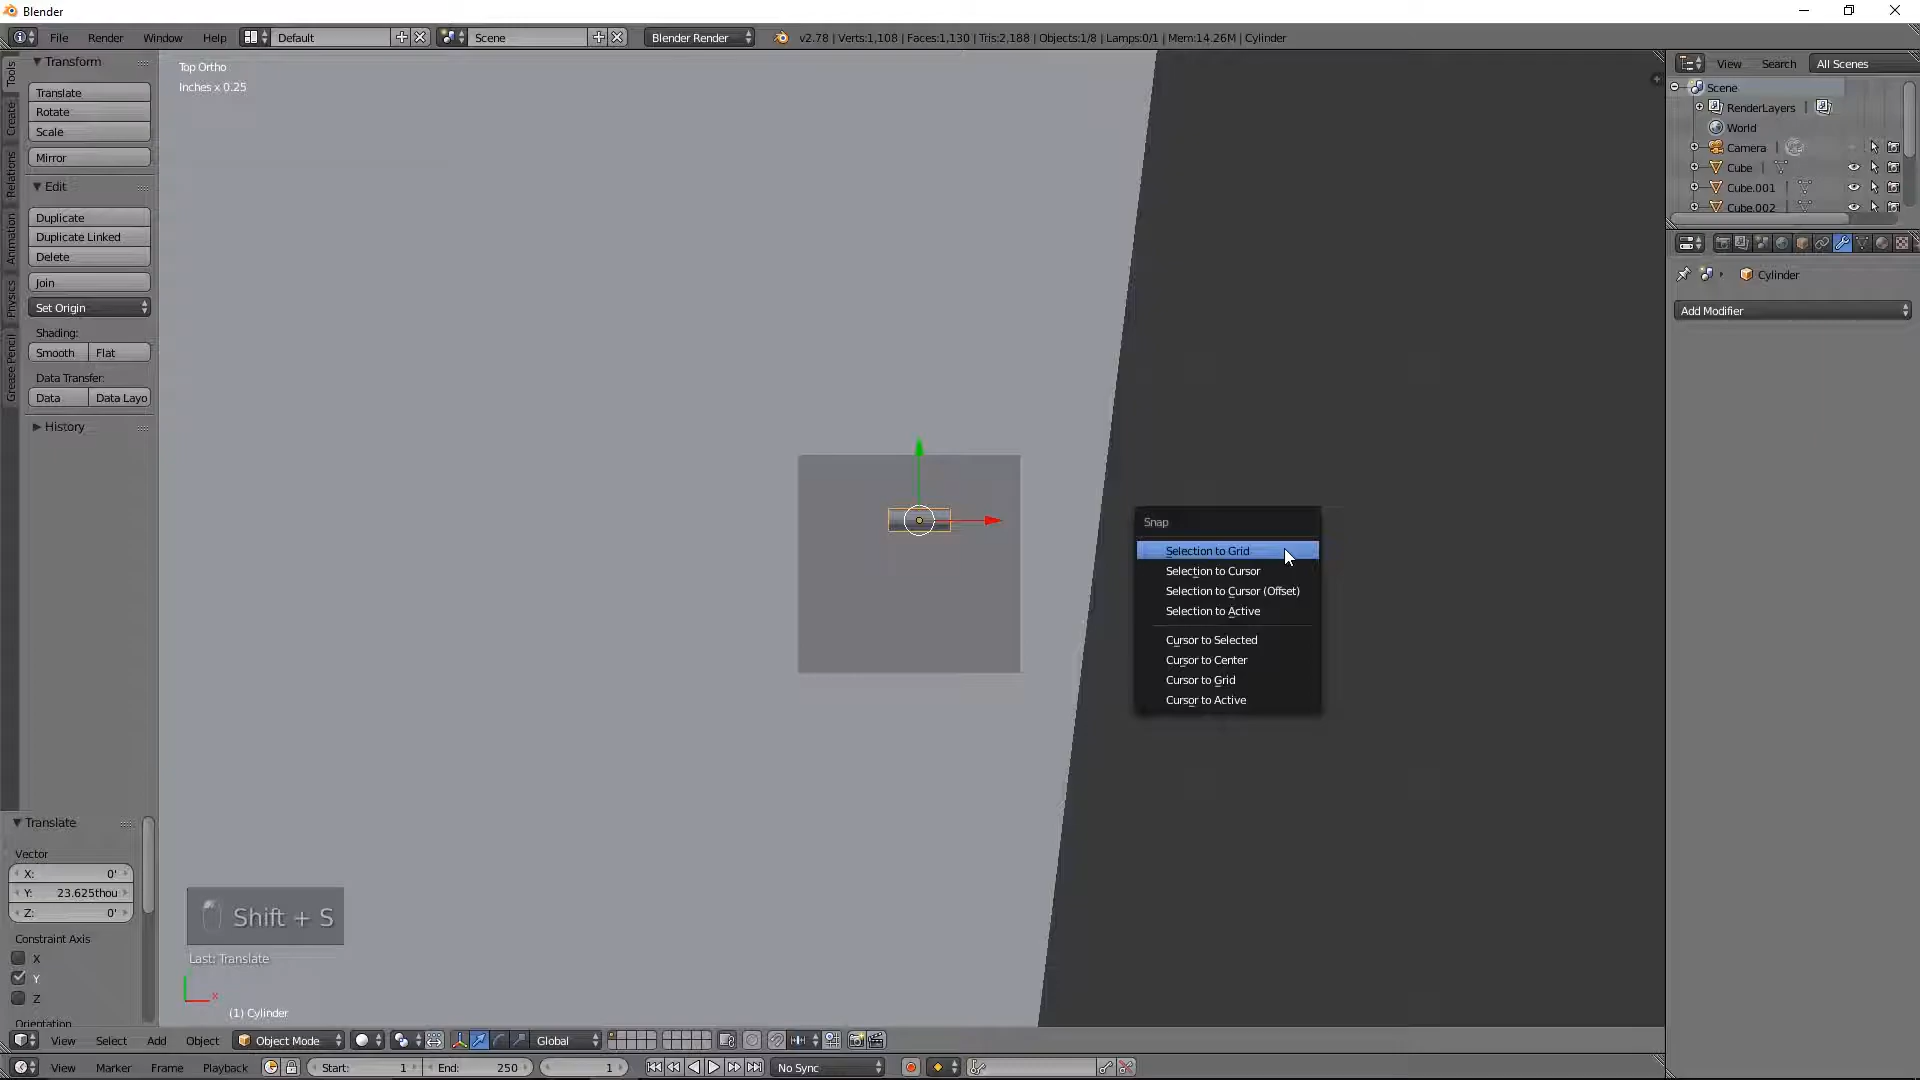 Blender
File Render Window Help Default Scene Blender Render v2.78 | Verts:1,108 | Faces:1,130 | Tris:2,188 | Objects:1/8 | Lamps:0/1 | Mem:14.26M | Cylinder
Tools
Create
Relations
Animation
Physics
Grease Pencil
Transform
Translate
Rotate
Scale
Mirror
Edit
Duplicate
Duplicate Linked
Delete
Join
Set Origin
Shading:
Smooth Flat
Data Transfer:
Data Data Layo
History
Translate
Vector
X: 0'
Y: 23.625thou
Z: 0'
Constraint Axis
X
Y
Z
Orientation
Top Ortho
Inches x 0.25
Snap
Selection to Grid
Selection to Cursor
Selection to Cursor (Offset)
Selection to Active
Cursor to Selected
Cursor to Center
Cursor to Grid
Cursor to Active
Shift + S
Last: Translate
x
(1) Cylinder
View Search All Scenes
Scene
RenderLayers |
World
Camera |
Cube |
Cube.001 |
Cube.002 |
Cylinder
Add Modifier
View Select Add Object Object Mode Global
View Marker Frame Playback Start: 1 End: 250 1 No Sync